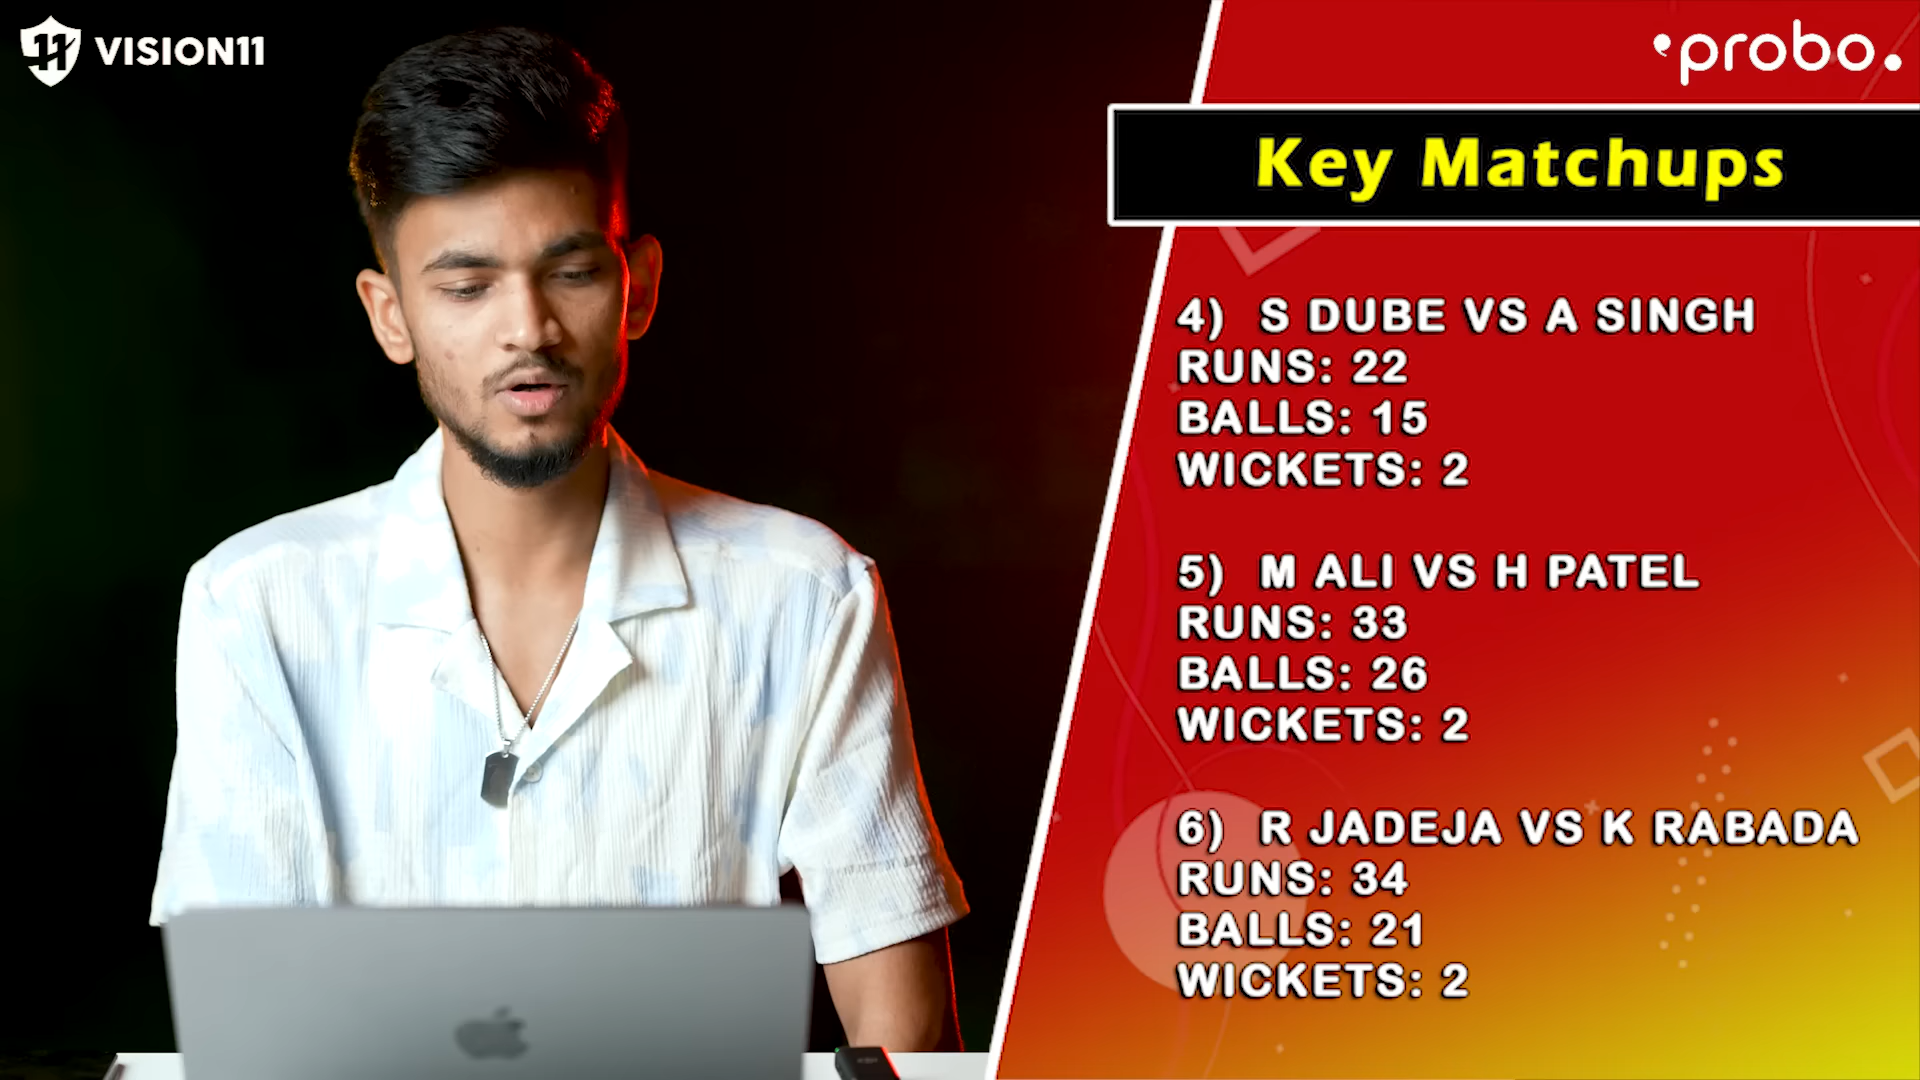 VISION11
probo.
Key Matchups
4) S DUBE VS A SINGH
RUNS: 22
BALLS: 15
WICKETS: 2
5) M ALI VS H PATEL
RUNS: 33
BALLS: 26
WICKETS: 2
6) R JADEJA VS K RABADA
RUNS: 34
BALLS: 21
WICKETS: 2